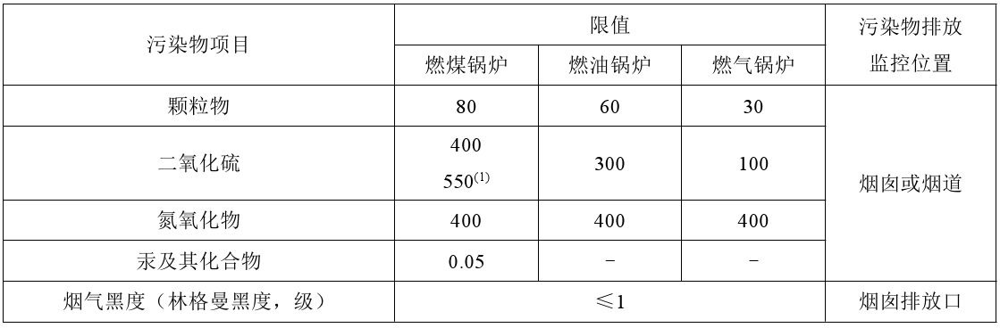 污染物项目
限值
污染物排放
监控位置
燃煤锅炉
燃油锅炉
燃气锅炉
颗粒物
80
60
30
烟囱或烟道
二氧化硫
400
550(1)
300
100
氮氧化物
400
400
400
汞及其化合物
0.05
-
-
烟气黑度（林格曼黑度，级）
≤1
烟囱排放口